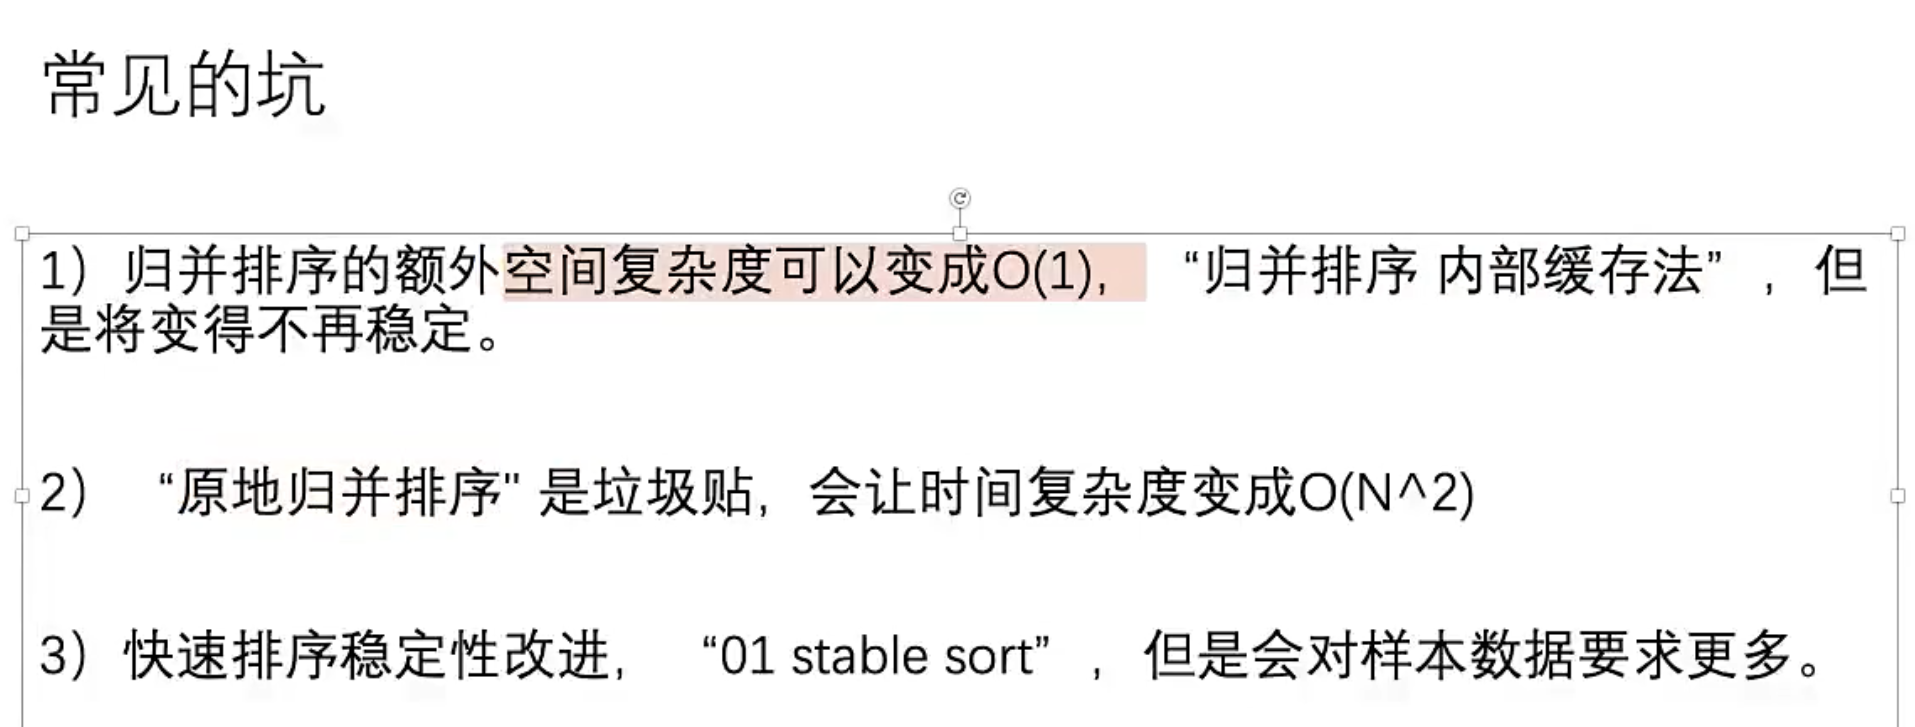 常见的坑
1）归并排序的额外空间复杂度可以变成O(1)，“归并排序 内部缓存法”，但
是将变得不再稳定。
2）“原地归并排序" 是垃圾贴，会让时间复杂度变成O(N^2)
3）快速排序稳定性改进，“01 stable sort”，但是会对样本数据要求更多。